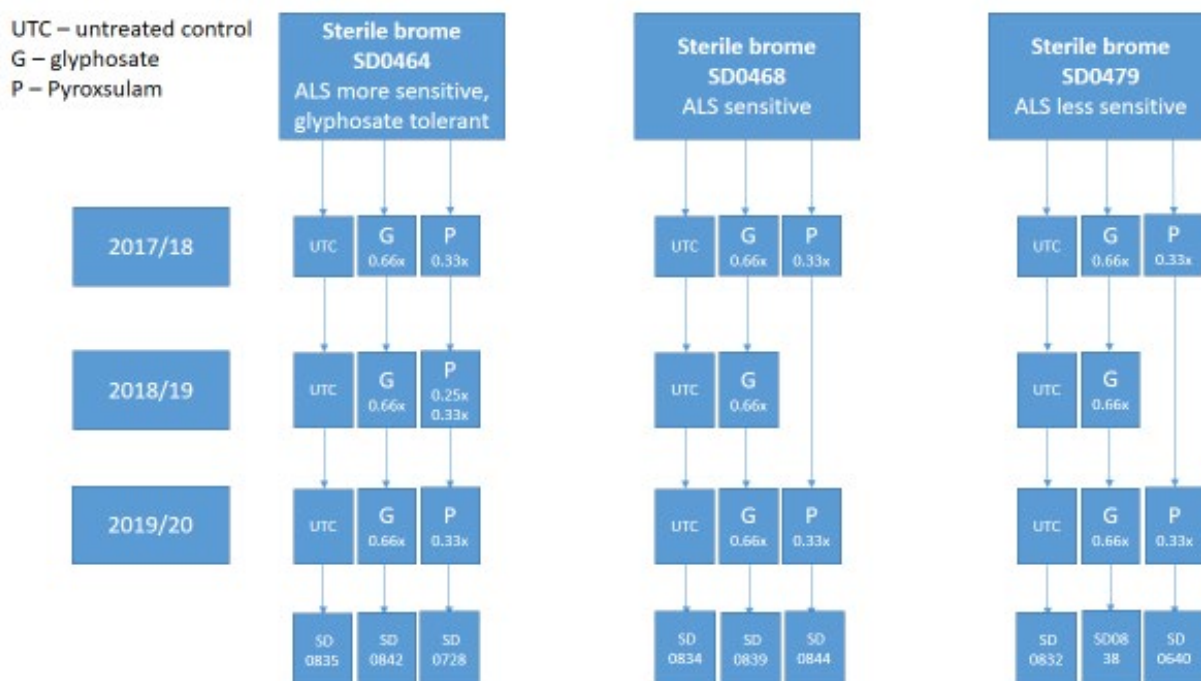 UTC – untreated control
G – glyphosate
P – Pyroxsulam
Sterile brome
SD0464
ALS more sensitive,
glyphosate tolerant
Sterile brome
SD0468
ALS sensitive
Sterile brome
SD0479
ALS less sensitive
2017/18
UTC
G
0.66x
P
0.33x
UTC
G
0.66x
P
0.33x
UTC
G
0.66x
P
0.33x
2018/19
UTC
G
0.66x
P
0.25x
0.33x
UTC
G
0.66x
UTC
G
0.66x
2019/20
UTC
G
0.66x
P
0.33x
UTC
G
0.66x
P
0.33x
UTC
G
0.66x
P
0.33x
SD
0835
SD
0842
SD
0728
SD
0834
SD
0839
SD
0844
SD
0832
SD08
38
SD
0640